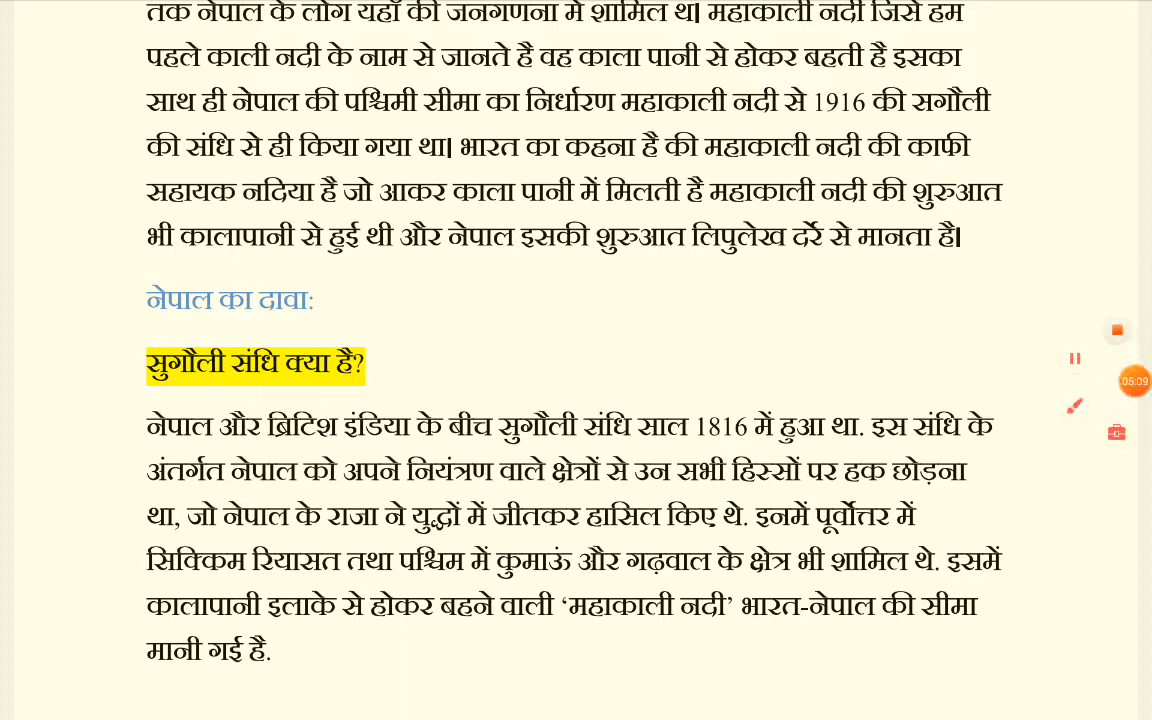 तक नेपाल के लोग यहाँ की जनगणना में शामिल थ|
महाकाली नदी जिसे हम
पहले काली नदी के नाम से जानते है वह काला पानी से होकर बहती है इसका
साथ ही नेपाल की पश्चिमी सीमा का निर्धारण महाकाली नदी से 1916 की सगौली
की संधि से ही किया गया था| भारत का कहना है की महाकाली नदी की काफी
सहायक नदिया है जो आकर काला पानी में मिलती है महाकाली नदी की शुरुआत
भी कालापानी से हुई थी और नेपाल इसकी शुरुआत लिपुलेख दर्रे से मानता है|
नेपाल का दावा:
सुगौली संधि क्या है?
नेपाल और ब्रिटिश इंडिया के बीच सुगौली संधि साल 1816 में हुआ था. इस संधि के
अंतर्गत नेपाल को अपने नियंत्रण वाले क्षेत्रों से उन सभी हिस्सों पर हक छोड़ना
था, जो नेपाल के राजा ने युद्धों में जीतकर हासिल किए थे. इनमें पूर्वोत्तर में
सिक्किम रियासत तथा पश्चिम में कुमाऊं और गढ़वाल के क्षेत्र भी शामिल थे. इसमें
कालापानी इलाके से होकर बहने वाली ‘महाकाली नदी’ भारत-नेपाल की सीमा
मानी गई है.
05:09